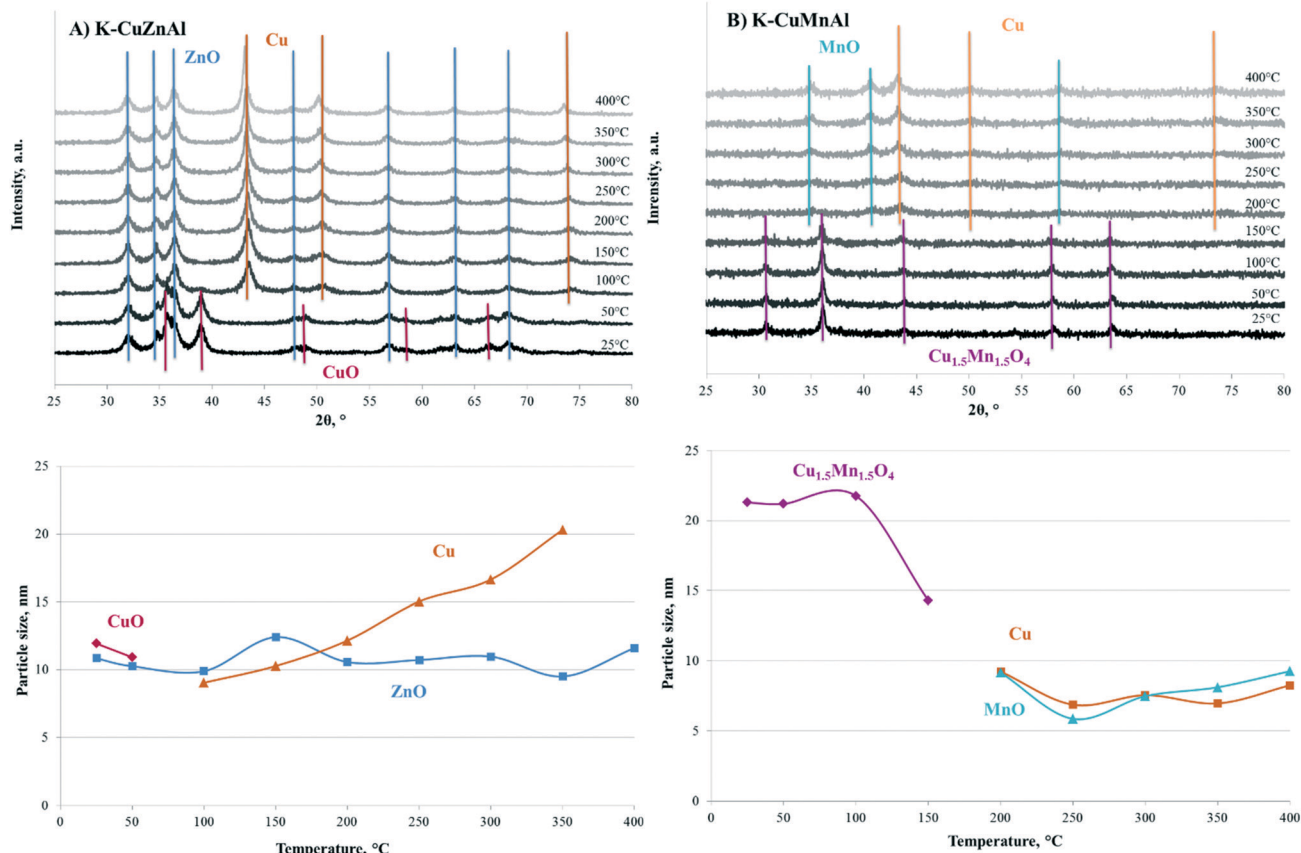 A) K-CuZnAl
Cu
ZnO
400°C
350°C
300°C
250°C
200°C
150°C
100°C
50°C
25°C
CuO
Intensity, a.u.
25 30 35 40 45 50 55 60 65 70 75 80
2θ, °
B) K-CuMnAl
Cu
MnO
400°C
350°C
300°C
250°C
200°C
150°C
100°C
50°C
25°C
Cu1.5Mn1.5O4
Inrensity, a.u.
25 30 35 40 45 50 55 60 65 70 75 80
2θ, °
25
20
15
10
5
0
Particle size, nm
Cu
CuO
ZnO
0 50 100 150 200 250 300 350 400
Temperature, °C
25
20
15
10
5
0
Particle size, nm
Cu1.5Mn1.5O4
Cu
MnO
0 50 100 150 200 250 300 350 400
Temperature, °C